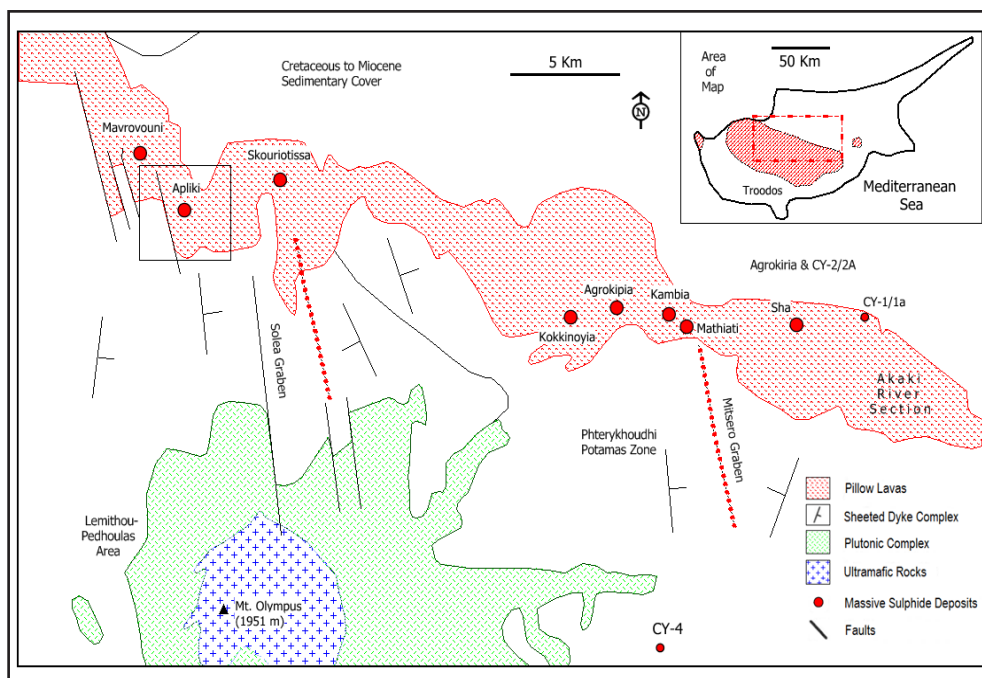 Cretaceous to Miocene
Sedimentary Cover
5 Km
N
Area
of
Map
50 Km
Troodos
Mediterranean
Sea
Mavrovouni
Skouriotissa
Apliki
Agrokiria & CY-2/2A
Agrokipia
Kambia
Sha
CY-1/1a
Kokkinoyia
Mathiati
Solea Graben
Akaki
River
Section
Mitsero Graben
Phterykhoudhi
Potamas Zone
Lemithou-
Pedhoulas
Area
Mt. Olympus
(1951 m)
CY-4
Pillow Lavas
Sheeted Dyke Complex
Plutonic Complex
Ultramafic Rocks
Massive Sulphide Deposits
Faults